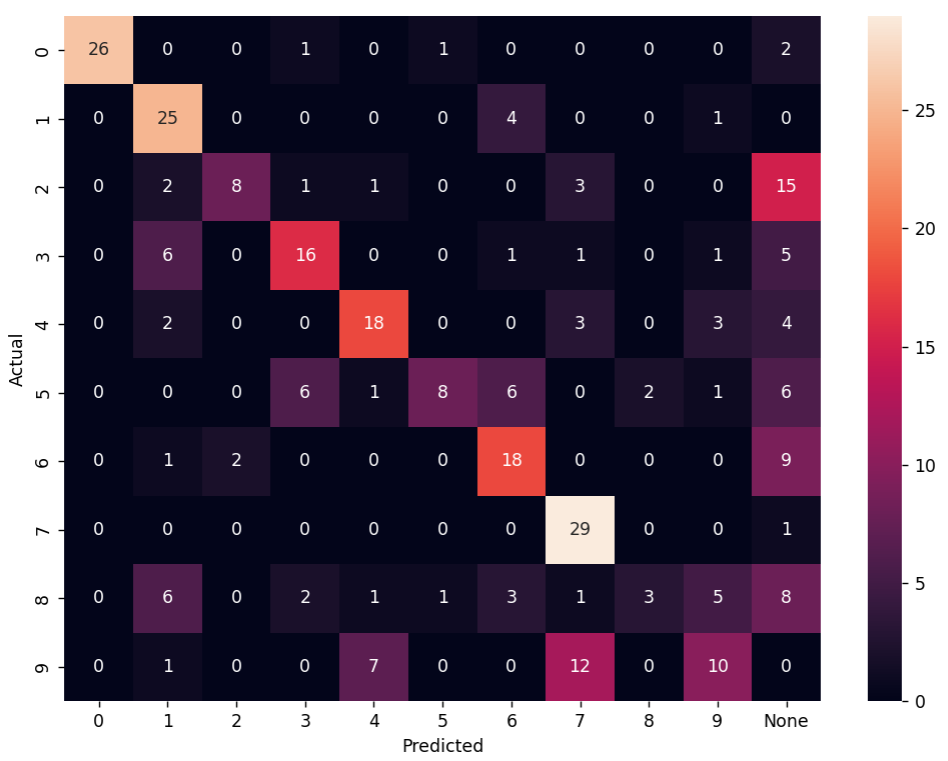 0 26 0 0 1 0 1 0 0 0 0 2
1 0 25 0 0 0 0 4 0 0 1 0
2 0 2 8 1 1 0 0 3 0 0 15
3 0 6 0 16 0 0 1 1 0 1 5
4 0 2 0 0 18 0 0 3 0 3 4
5 0 0 0 6 1 8 6 0 2 1 6
6 0 1 2 0 0 0 18 0 0 0 9
7 0 0 0 0 0 0 0 29 0 0 1
8 0 6 0 2 1 1 3 1 3 5 8
9 0 1 0 0 7 0 0 12 0 10 0
0 1 2 3 4 5 6 7 8 9 None
Predicted
Actual
25
20
15
10
5
0